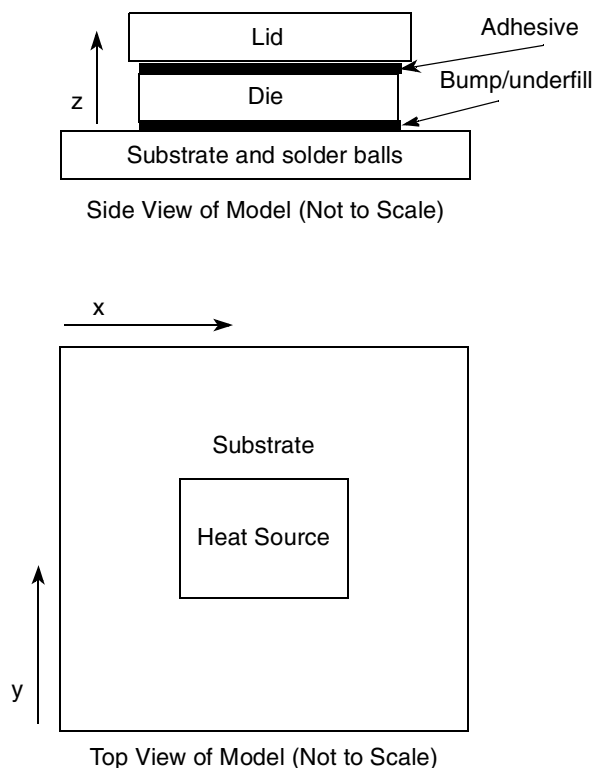 Lid
Adhesive
z
Die
Bump/underfill
Substrate and solder balls
Side View of Model (Not to Scale)
x
Substrate
Heat Source
y
Top View of Model (Not to Scale)